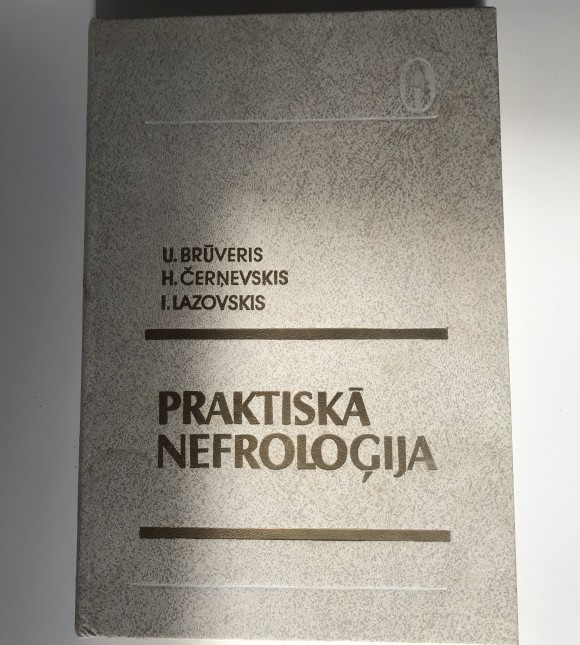 U. BRŪVERIS
H. ČERŅEVSKIS
I. LAZOVSKIS
PRAKTISKĀ
NEFROLOĢIJA